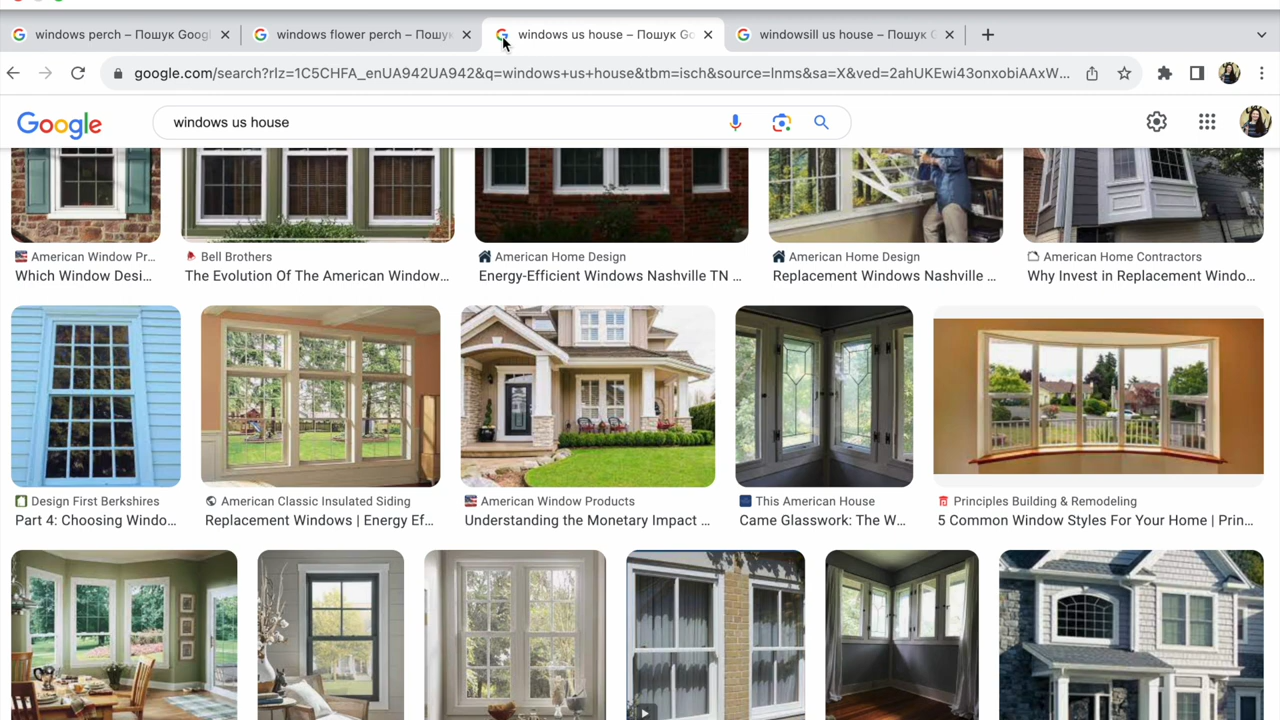 windows perch – Пошук Googl
windows flower perch – Пошук
windows us house – Пошук Go
windowsill us house – Пошук G
google.com/search?rlz=1C5CHFA_enUA942UA942&q=windows+us+house&tbm=isch&source=lnms&sa=X&ved=2ahUKEwi43onxobiAAxW...
Google
windows us house
American Window Pr...
Bell Brothers
American Home Design
American Home Design
American Home Contractors
Which Window Desi...
The Evolution Of The American Window...
Energy-Efficient Windows Nashville TN ...
Replacement Windows Nashville ...
Why Invest in Replacement Windo...
Design First Berkshires
American Classic Insulated Siding
American Window Products
This American House
Principles Building & Remodeling
Part 4: Choosing Windo...
Replacement Windows | Energy Ef...
Understanding the Monetary Impact ...
Came Glasswork: The W...
5 Common Window Styles For Your Home | Prin...